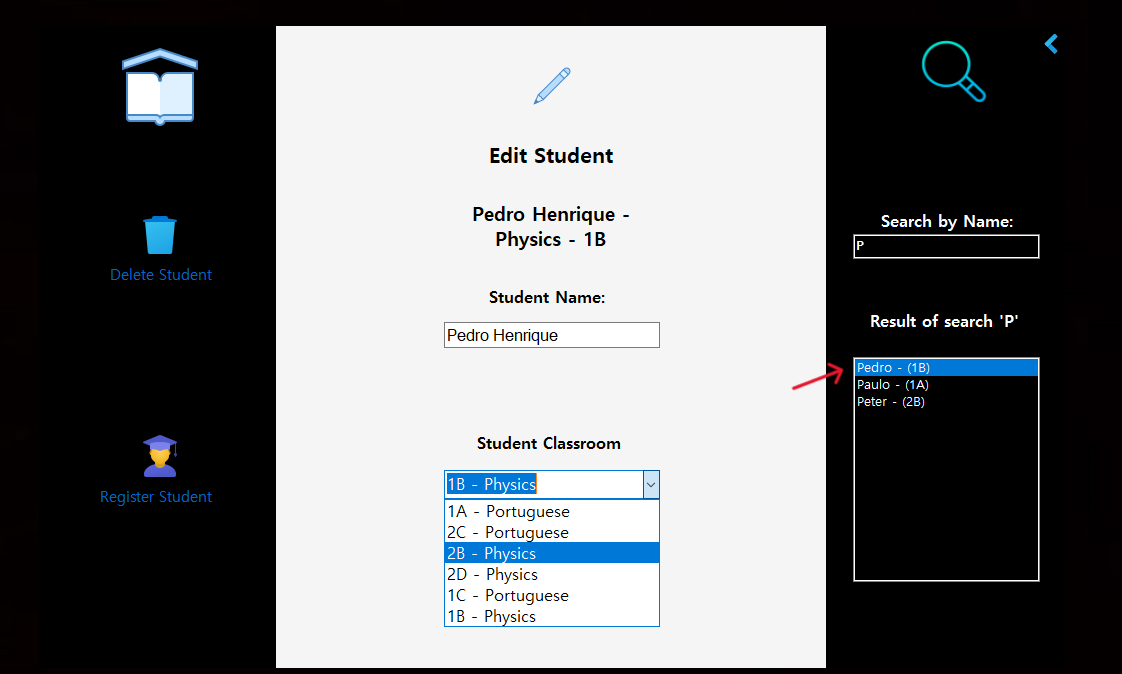 Delete Student
Register Student
Edit Student
Pedro Henrique -
Physics - 1B
Student Name:
Pedro Henrique
Student Classroom
1B - Physics
1A - Portuguese
2C - Portuguese
2B - Physics
2D - Physics
1C - Portuguese
1B - Physics
Search by Name:
P
Result of search 'P'
Pedro - (1B)
Paulo - (1A)
Peter - (2B)